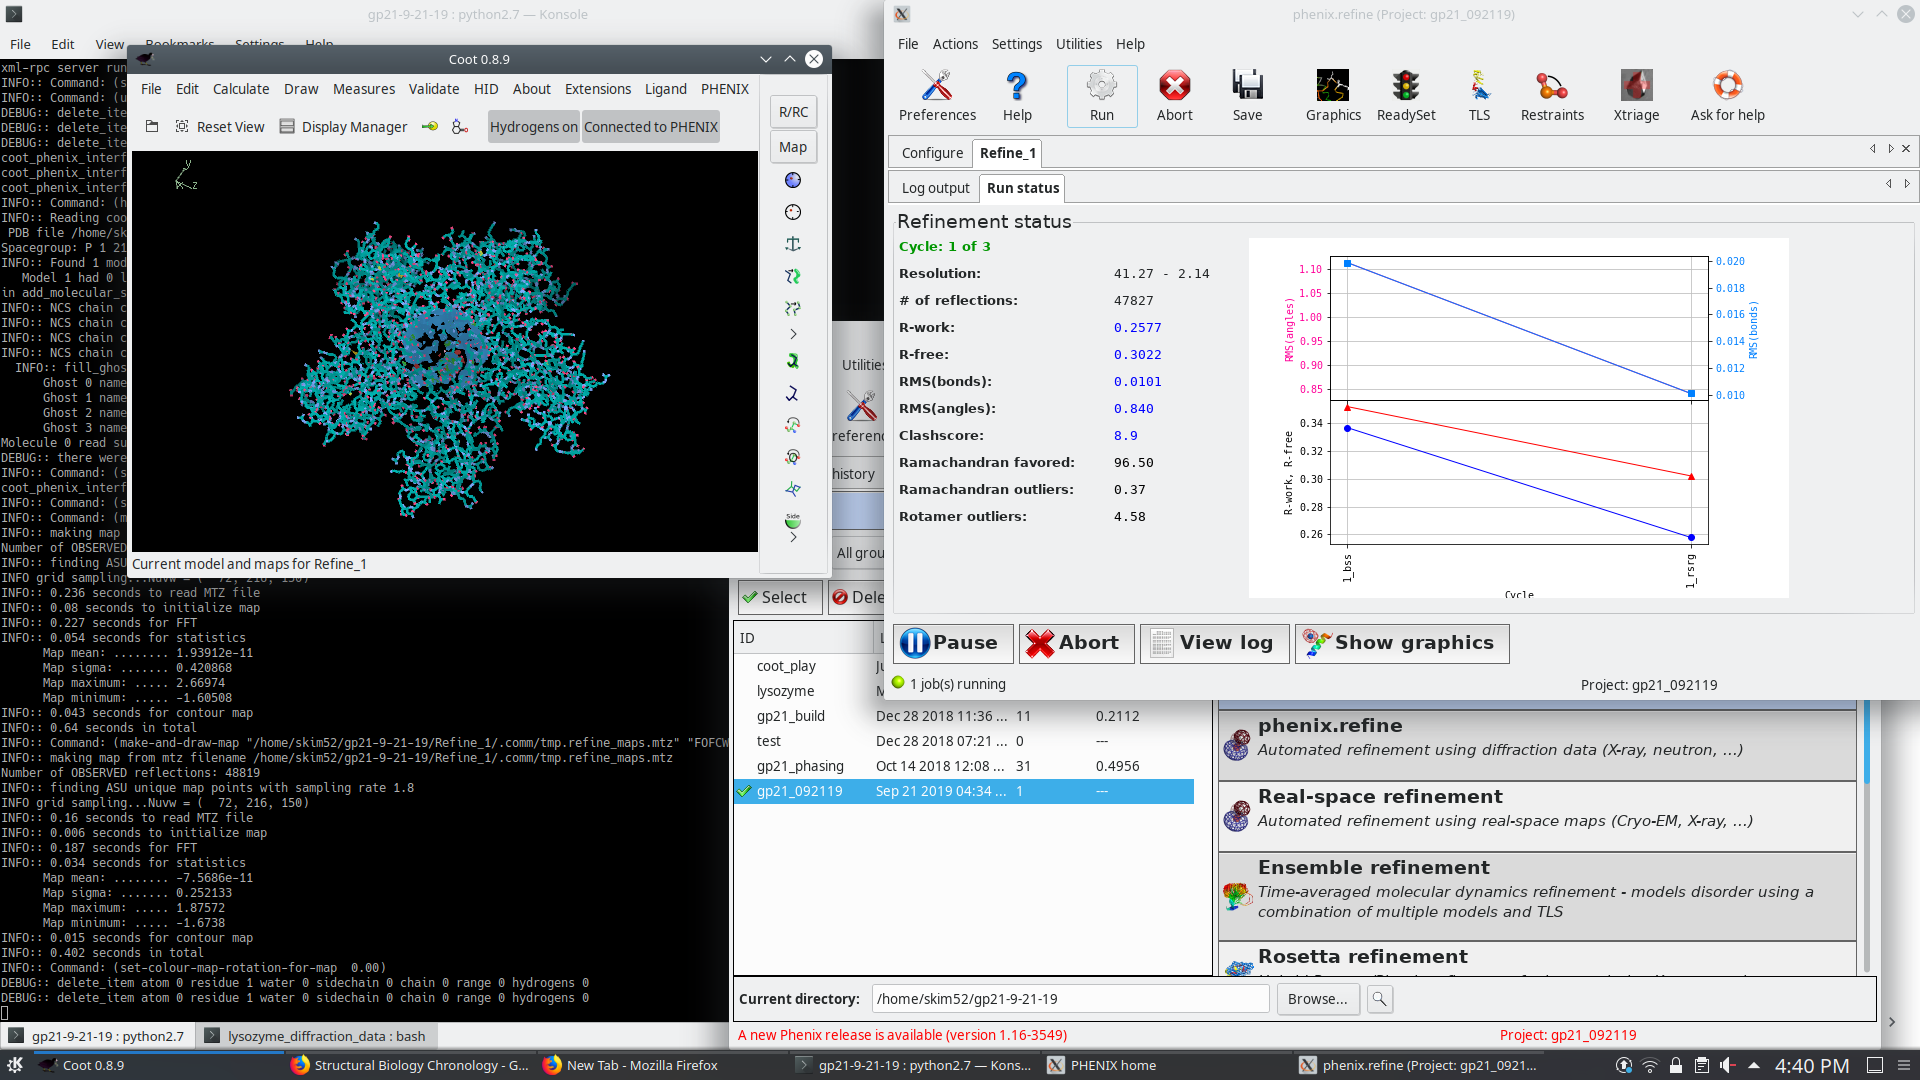 gp21-9-21-19 : python2.7 — Konsole
File Edit View Bookmarks Settings Help
xml-rpc server run
INFO:: Command: (s
INFO:: Command: (u
DEBUG:: delete_ite
DEBUG:: delete_ite
DEBUG:: delete_ite
coot_phenix_interf
coot_phenix_interf
coot_phenix_interf
INFO:: Command: (h
INFO:: Reading coo
PDB file /home/sk
Spacegroup: P 1 21
INFO:: Found 1 mod
Model 1 had 0 l
in add_molecular_s
INFO:: NCS chain c
INFO:: NCS chain c
INFO:: NCS chain c
INFO:: NCS chain c
INFO:: fill_ghos
Ghost 0 name
Ghost 1 name
Ghost 2 name
Ghost 3 name
Molecule 0 read su
DEBUG:: there were
INFO:: Command: (s
coot_phenix_interf
INFO:: Command: (s
INFO:: Command: (m
INFO:: making map
Number of OBSERVED
INFO:: finding ASU
INFO grid sampling...Nuvw = ( 72, 216, 150)
INFO:: 0.236 seconds to read MTZ file
INFO:: 0.08 seconds to initialize map
INFO:: 0.227 seconds for FFT
INFO:: 0.054 seconds for statistics
Map mean: ........ 1.93912e-11
Map sigma: ....... 0.420868
Map maximum: ..... 2.66974
Map minimum: ..... -1.60508
INFO:: 0.043 seconds for contour map
INFO:: 0.64 seconds in total
INFO:: Command: (make-and-draw-map "/home/skim52/gp21-9-21-19/Refine_1/.comm/tmp.refine_maps.mtz" "FOFCW
INFO:: making map from mtz filename /home/skim52/gp21-9-21-19/Refine_1/.comm/tmp.refine_maps.mtz
Number of OBSERVED reflections: 48819
INFO:: finding ASU unique map points with sampling rate 1.8
INFO grid sampling...Nuvw = ( 72, 216, 150)
INFO:: 0.16 seconds to read MTZ file
INFO:: 0.006 seconds to initialize map
INFO:: 0.187 seconds for FFT
INFO:: 0.034 seconds for statistics
Map mean: ........ -7.5686e-11
Map sigma: ....... 0.252133
Map maximum: ..... 1.87572
Map minimum: ..... -1.6738
INFO:: 0.015 seconds for contour map
INFO:: 0.402 seconds in total
INFO:: Command: (set-colour-map-rotation-for-map 0.00)
DEBUG:: delete_item atom 0 residue 1 water 0 sidechain 0 chain 0 range 0 hydrogens 0
DEBUG:: delete_item atom 0 residue 1 water 0 sidechain 0 chain 0 range 0 hydrogens 0
gp21-9-21-19 : python2.7
lysozyme_diffraction_data : bash
Coot 0.8.9
File Edit Calculate Draw Measures Validate HID About Extensions Ligand PHENIX
Reset View Display Manager Hydrogens on Connected to PHENIX
R/RC
Map
y
x z
Side
Current model and maps for Refine_1
phenix.refine (Project: gp21_092119)
File Actions Settings Utilities Help
Preferences Help Run Abort Save Graphics ReadySet TLS Restraints Xtriage Ask for help
Configure Refine_1
Log output Run status
Refinement status
Cycle: 1 of 3
Resolution: 41.27 - 2.14
# of reflections: 47827
R-work: 0.2577
R-free: 0.3022
RMS(bonds): 0.0101
RMS(angles): 0.840
Clashscore: 8.9
Ramachandran favored: 96.50
Ramachandran outliers: 0.37
Rotamer outliers: 4.58
RMS(angles)
1.10
1.05
1.00
0.95
0.90
0.85
RMS(bonds)
0.020
0.018
0.016
0.014
0.012
0.010
R-work, R-free
0.34
0.32
0.30
0.28
0.26
1_bss
1_rsrg
Cycle
Pause Abort View log Show graphics
1 job(s) running
Project: gp21_092119
Utilitie
referenc
history
All grou
Select Dele
ID
coot_play
lysozyme
gp21_build Dec 28 2018 11:36 ... 11 0.2112
test Dec 28 2018 07:21 ... 0 ---
gp21_phasing Oct 14 2018 12:08 ... 31 0.4956
gp21_092119 Sep 21 2019 04:34 ... 1 ---
phenix.refine
Automated refinement using diffraction data (X-ray, neutron, ...)
Real-space refinement
Automated refinement using real-space maps (Cryo-EM, X-ray, ...)
Ensemble refinement
Time-averaged molecular dynamics refinement - models disorder using a
combination of multiple models and TLS
Rosetta refinement
Current directory: /home/skim52/gp21-9-21-19 Browse...
A new Phenix release is available (version 1.16-3549)
Project: gp21_092119
Coot 0.8.9
Structural Biology Chronology - G...
New Tab - Mozilla Firefox
gp21-9-21-19 : python2.7 — Kons...
PHENIX home
phenix.refine (Project: gp21_0921...
4:40 PM